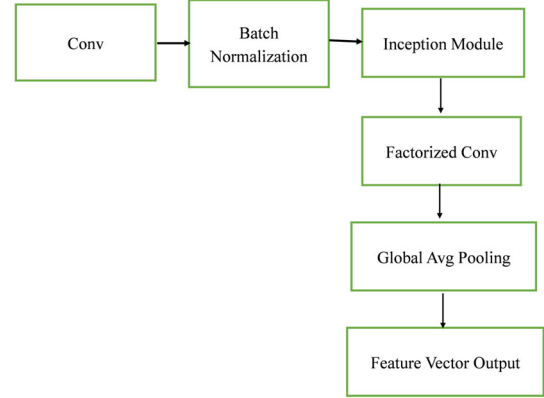 Conv
Batch
Normalization
Inception Module
Factorized Conv
Global Avg Pooling
Feature Vector Output